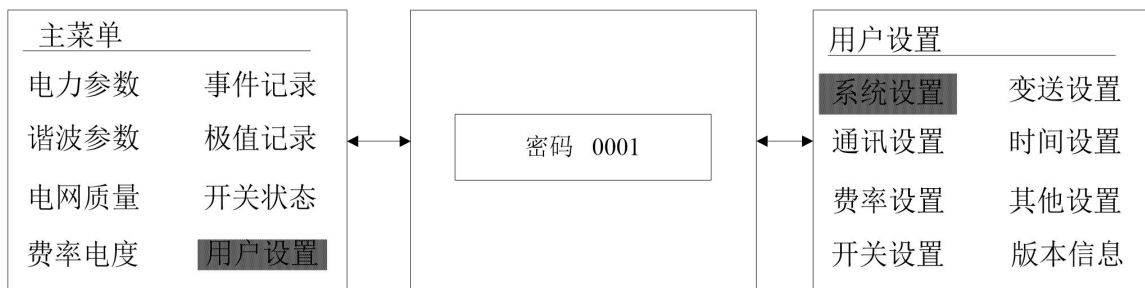 主菜单
电力参数 事件记录
谐波参数 极值记录
电网质量 开关状态
费率电度 用户设置
密码 0001
用户设置
系统设置 变送设置
通讯设置 时间设置
费率设置 其他设置
开关设置 版本信息